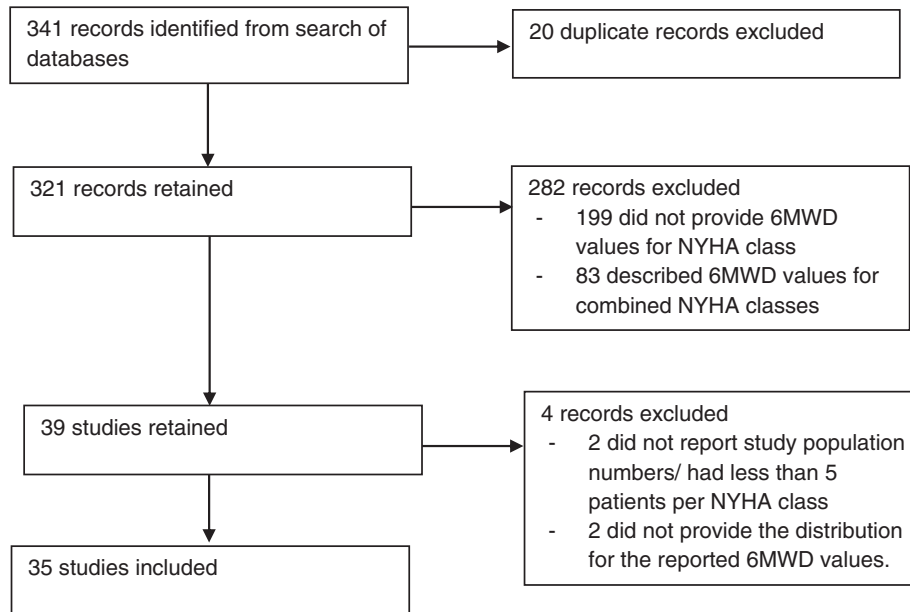 341 records identified from search of
databases
20 duplicate records excluded
321 records retained
282 records excluded
- 199 did not provide 6MWD
values for NYHA class
- 83 described 6MWD values for
combined NYHA classes
39 studies retained
4 records excluded
- 2 did not report study population
numbers/ had less than 5
patients per NYHA class
- 2 did not provide the distribution
for the reported 6MWD values.
35 studies included